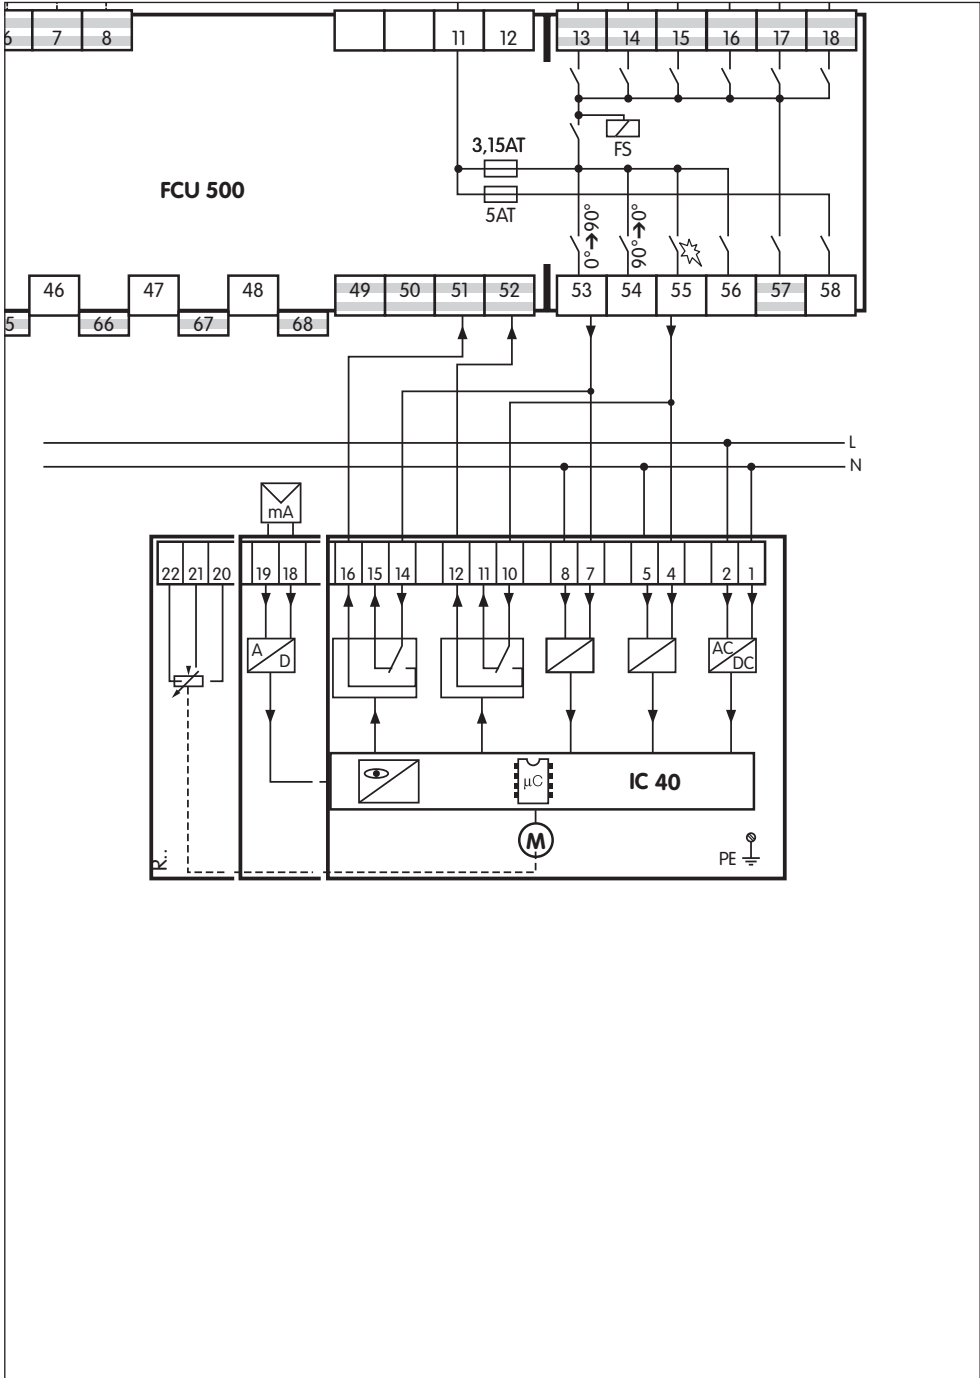 6 7 8 11 12 13 14 15 16 17 18
3,15AT
FS
FCU 500
5AT
0°➔90°
90°➔0°
46 47 48 49 50 51 52 53 54 55 56 57 58
5 66 67 68
L
N
mA
22 21 20 19 18 16 15 14 12 11 10 8 7 5 4 2 1
A
D
AC
DC
µC
IC 40
M
PE
R...